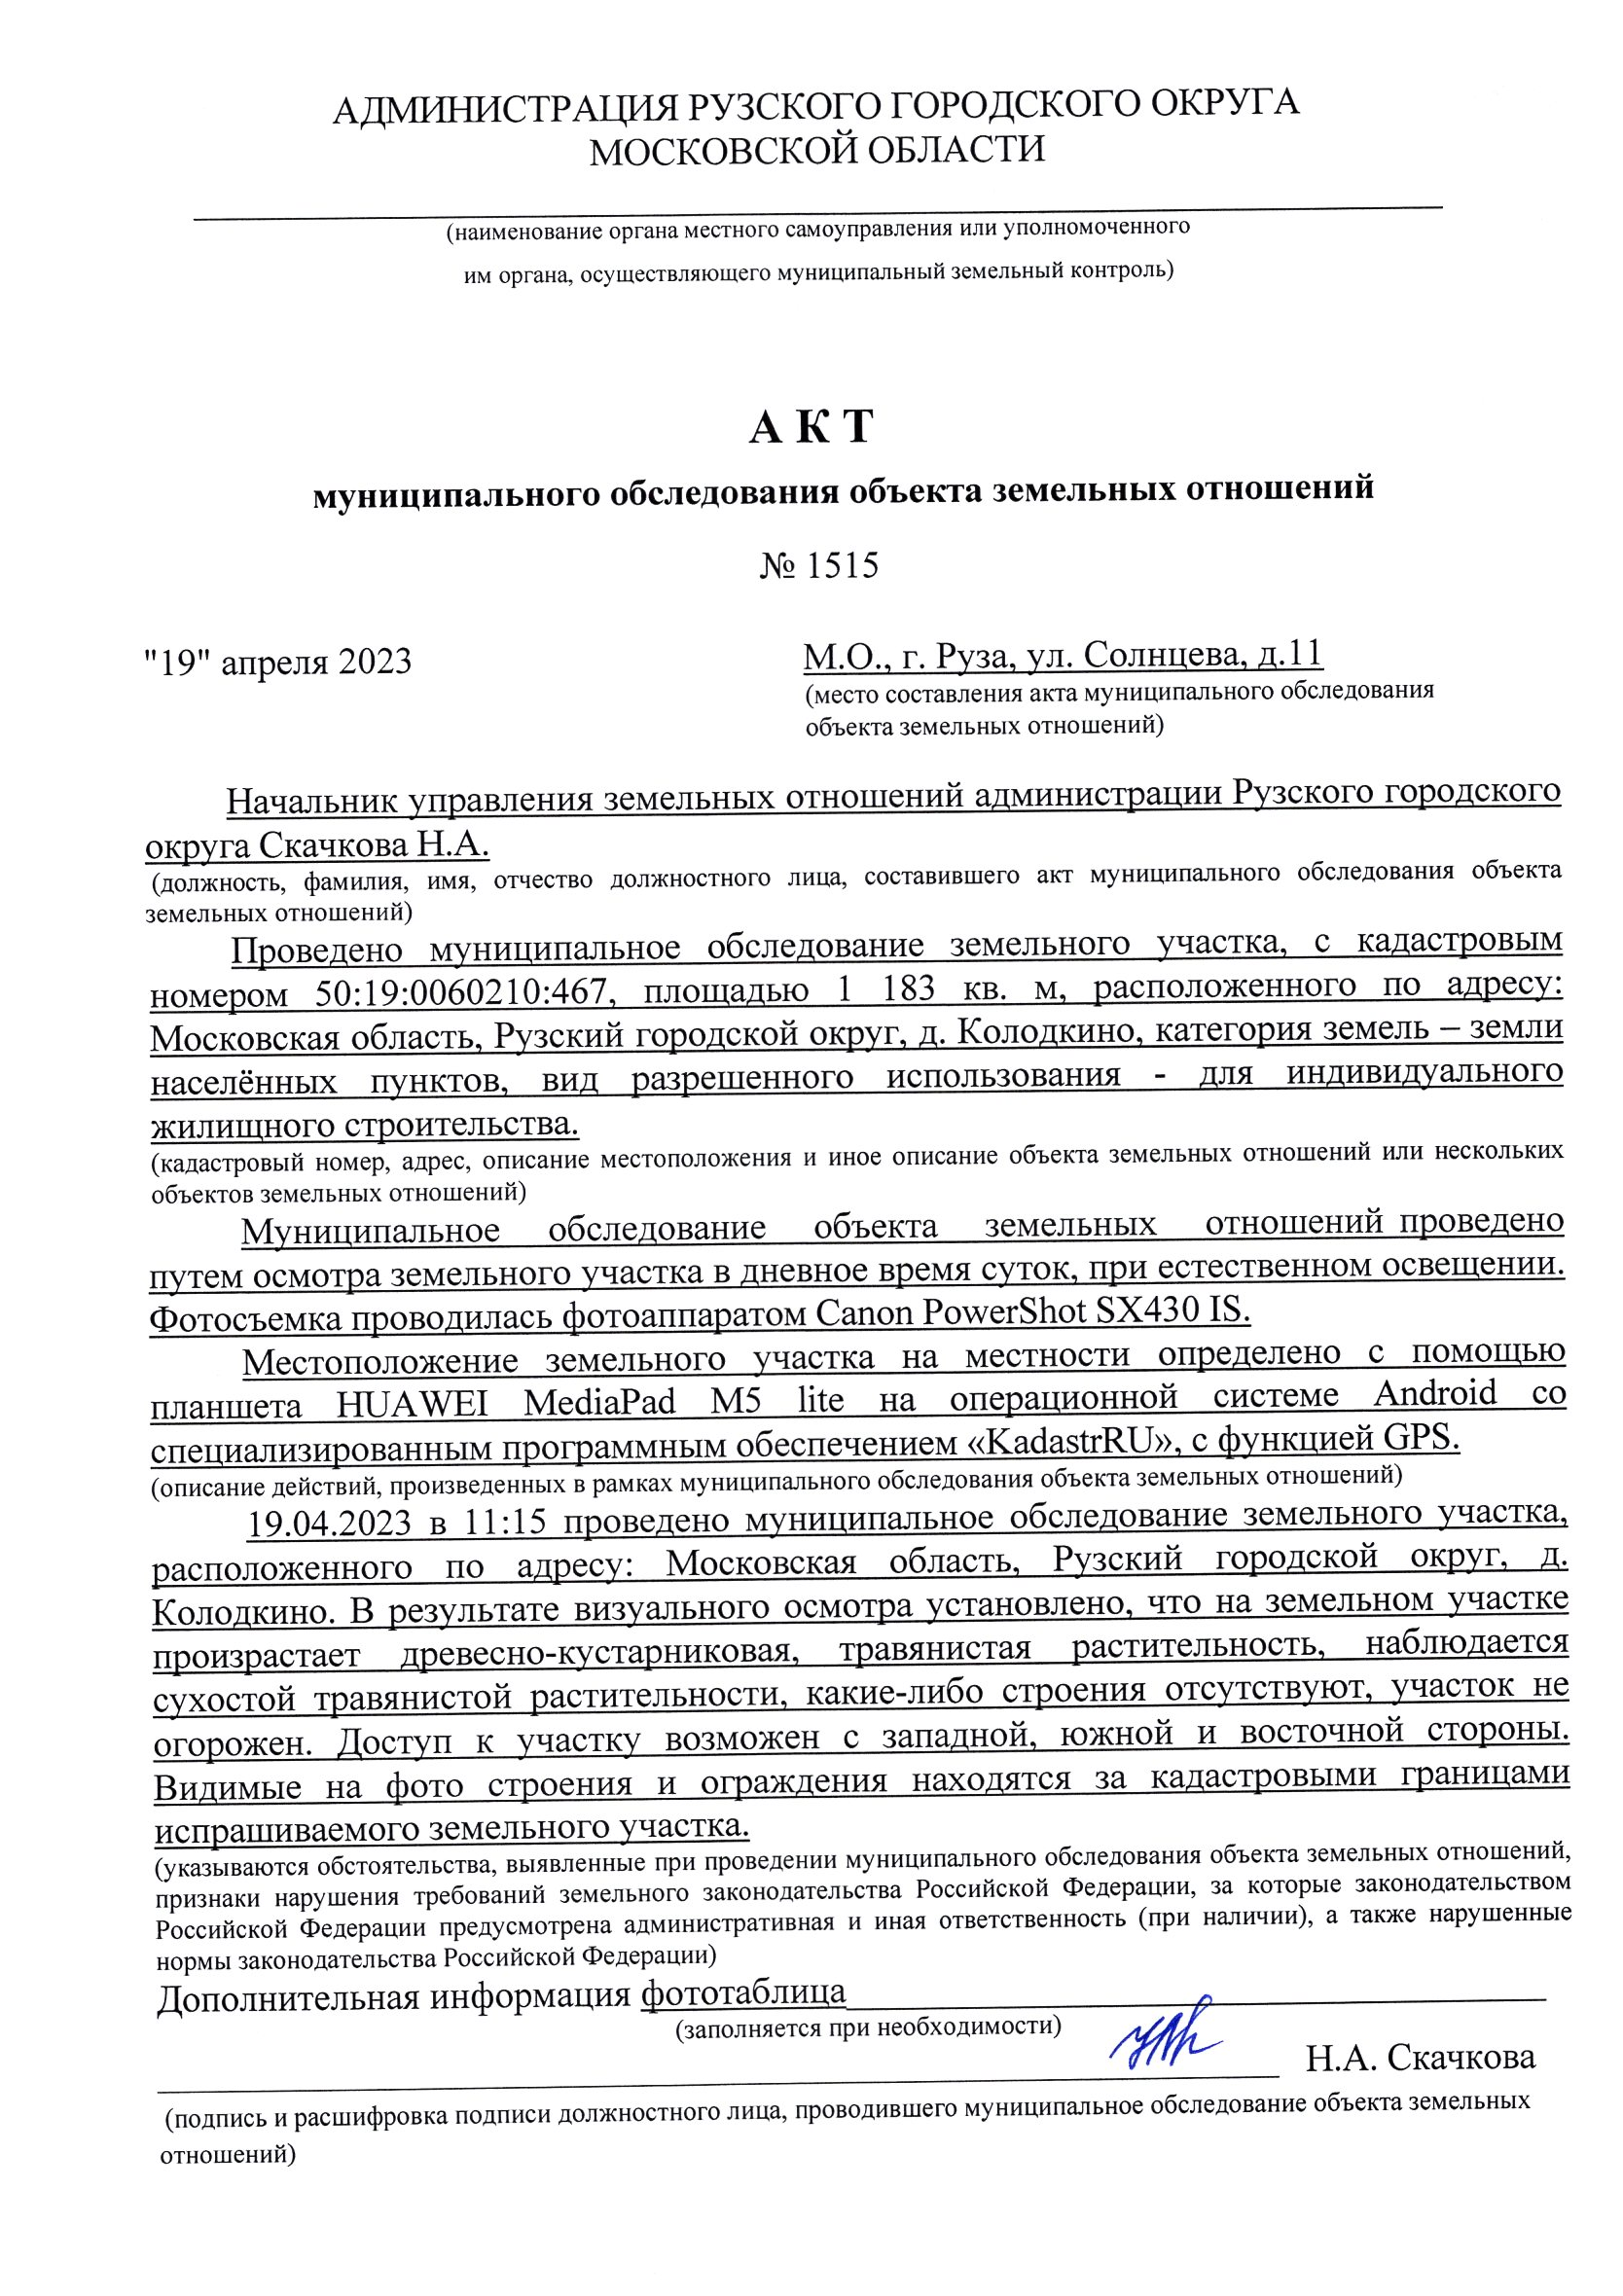 АДМИНИСТРАЦИЯ РУЗСКОГО ГОРОДСКОГО ОКРУГА
МОСКОВСКОЙ ОБЛАСТИ
(наименование органа местного самоуправления или уполномоченного
им органа, осуществляющего муниципальный земельный контроль)
А К Т
муниципального обследования объекта земельных отношений
№ 1515
"19" апреля 2023
М.О., г. Руза, ул. Солнцева, д.11
(место составления акта муниципального обследования
объекта земельных отношений)
Начальник управления земельных отношений администрации Рузского городского
округа Скачкова Н.А.
(должность, фамилия, имя, отчество должностного лица, составившего акт муниципального обследования объекта
земельных отношений)
Проведено муниципальное обследование земельного участка, с кадастровым
номером 50:19:0060210:467, площадью 1 183 кв. м, расположенного по адресу:
Московская область, Рузский городской округ, д. Колодкино, категория земель – земли
населённых пунктов, вид разрешенного использования - для индивидуального
жилищного строительства.
(кадастровый номер, адрес, описание местоположения и иное описание объекта земельных отношений или нескольких
объектов земельных отношений)
Муниципальное обследование объекта земельных отношений проведено
путем осмотра земельного участка в дневное время суток, при естественном освещении.
Фотосъемка проводилась фотоаппаратом Canon PowerShot SX430 IS.
Местоположение земельного участка на местности определено с помощью
планшета HUAWEI MediaPad M5 lite на операционной системе Android со
специализированным программным обеспечением «KadastrRU», с функцией GPS.
(описание действий, произведенных в рамках муниципального обследования объекта земельных отношений)
19.04.2023 в 11:15 проведено муниципальное обследование земельного участка,
расположенного по адресу: Московская область, Рузский городской округ, д.
Колодкино. В результате визуального осмотра установлено, что на земельном участке
произрастает древесно-кустарниковая, травянистая растительность, наблюдается
сухостой травянистой растительности, какие-либо строения отсутствуют, участок не
огорожен. Доступ к участку возможен с западной, южной и восточной стороны.
Видимые на фото строения и ограждения находятся за кадастровыми границами
испрашиваемого земельного участка.
(указываются обстоятельства, выявленные при проведении муниципального обследования объекта земельных отношений,
признаки нарушения требований земельного законодательства Российской Федерации, за которые законодательством
Российской Федерации предусмотрена административная и иная ответственность (при наличии), а также нарушенные
нормы законодательства Российской Федерации)
Дополнительная информация фототаблица
(заполняется при необходимости)
Н.А. Скачкова
(подпись и расшифровка подписи должностного лица, проводившего муниципальное обследование объекта земельных
отношений)